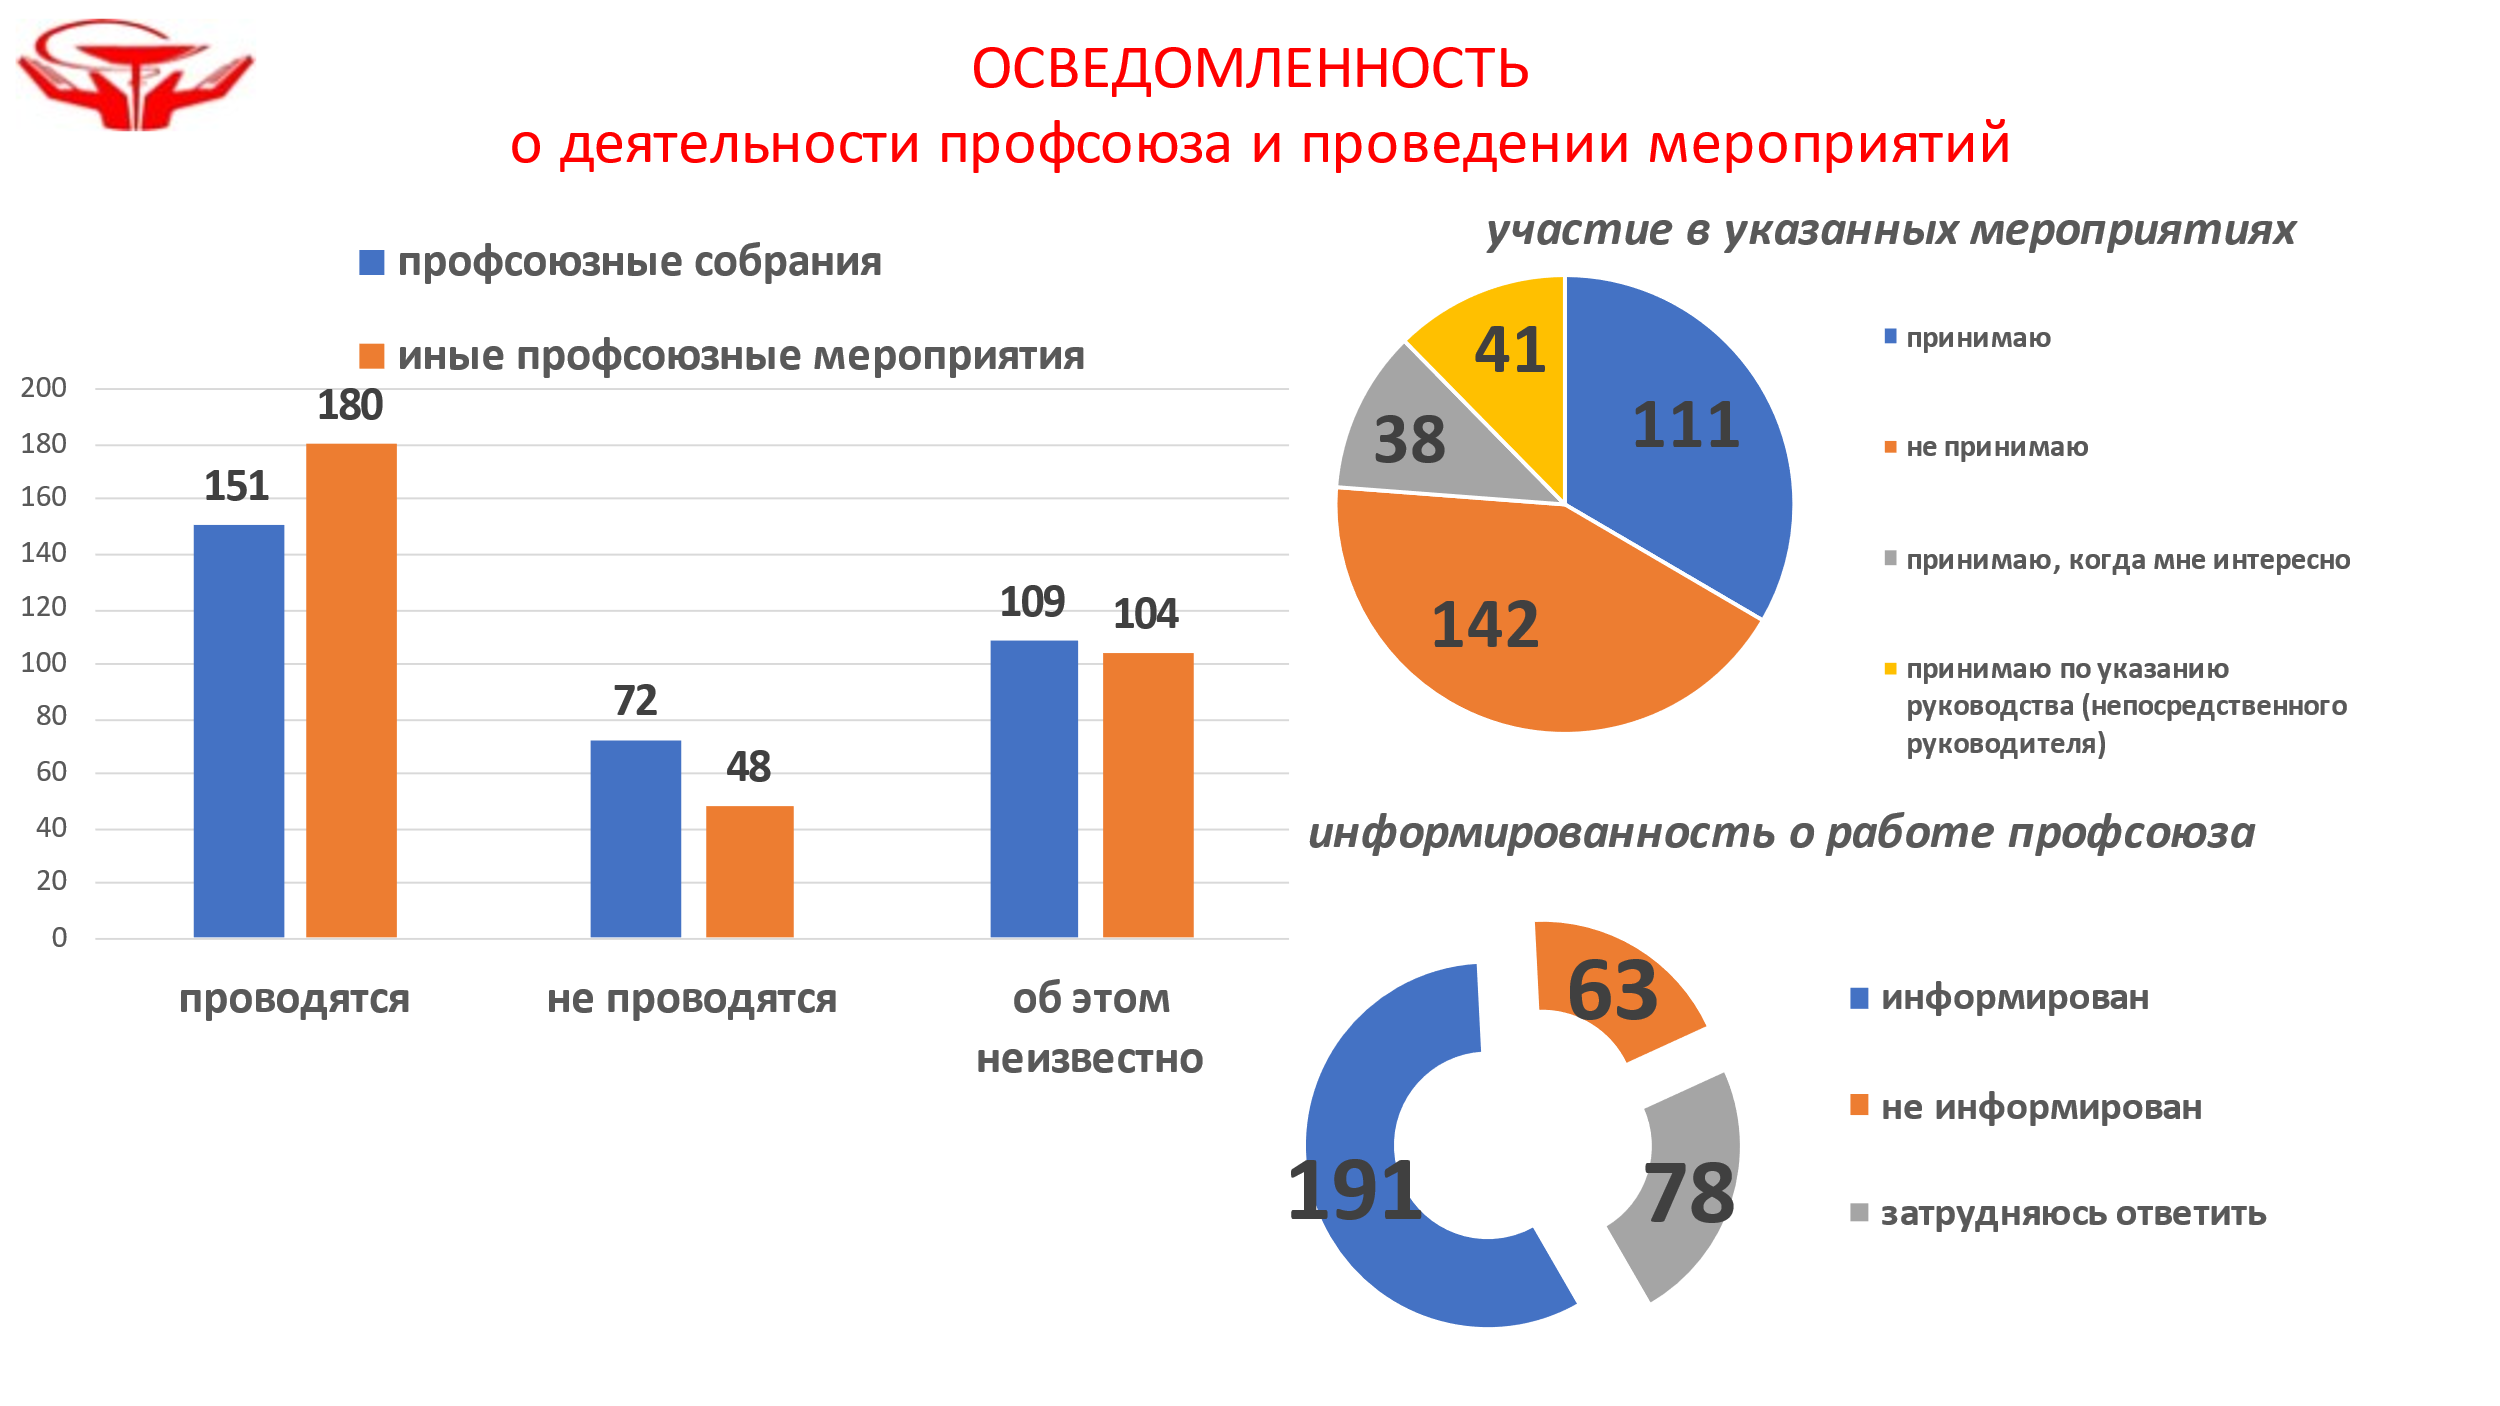 ОСВЕДОМЛЕННОСТЬ
о деятельности профсоюза и проведении мероприятий
профсоюзные собрания
иные профсоюзные мероприятия
200
180
160
140
120
100
80
60
40
20
0
151
180
72
48
109
104
проводятся
не проводятся
об этом
неизвестно
участие в указанных мероприятиях
41
111
38
142
принимаю
не принимаю
принимаю, когда мне интересно
принимаю по указанию
руководства (непосредственного
руководителя)
информированность о работе профсоюза
63
191
78
информирован
не информирован
затрудняюсь ответить